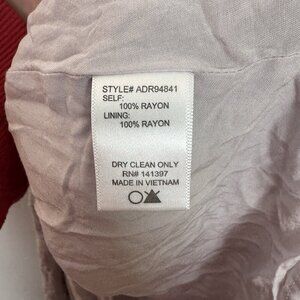 STYLE# ADR94841
SELF:
100% RAYON
LINING:
100% RAYON
DRY CLEAN ONLY
RN# 141397
MADE IN VIETNAM